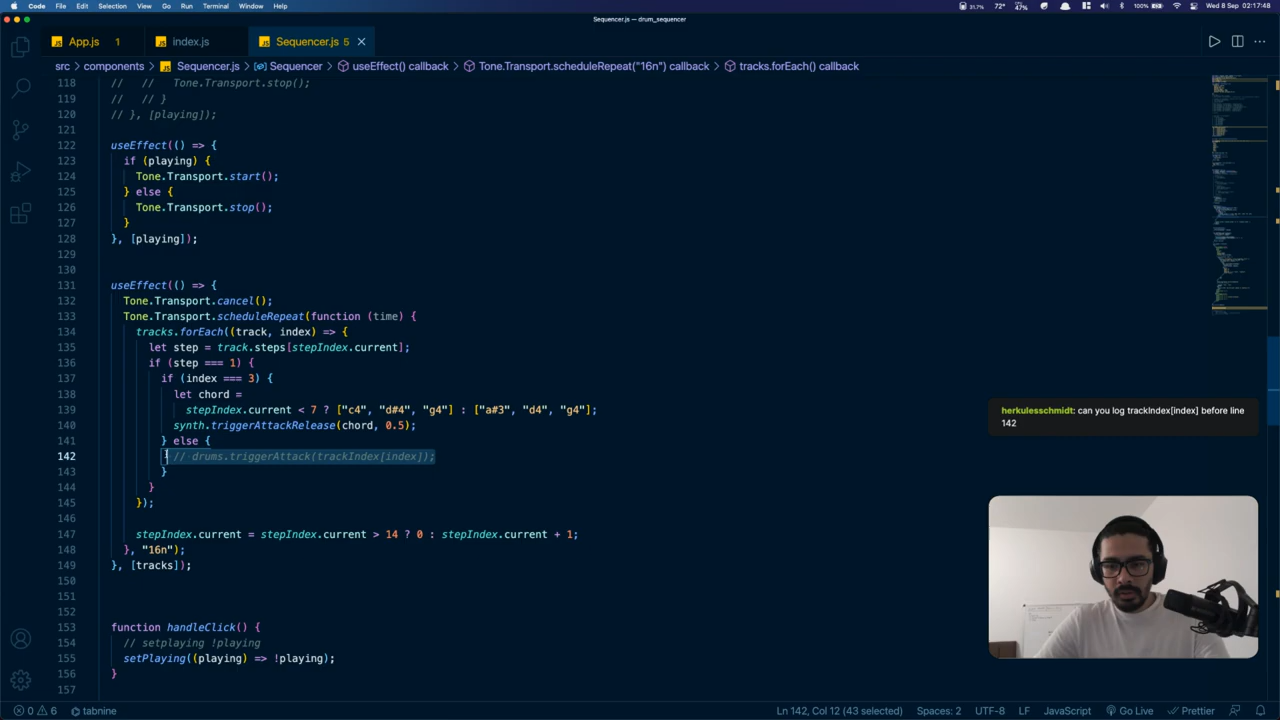 Code File Edit Selection View Go Run Terminal Window Help
31.7% 72° 47% 100% Wed 8 Sep 02:17:48
Sequencer.js — drum_sequencer
App.js 1 index.js Sequencer.js 5
src > components > Sequencer.js > Sequencer > useEffect() callback > Tone.Transport.scheduleRepeat("16n") callback > tracks.forEach() callback
118 // // Tone.Transport.stop();
119 // // }
120 // }, [playing]);
121
122 useEffect(() => {
123 if (playing) {
124 Tone.Transport.start();
125 } else {
126 Tone.Transport.stop();
127 }
128 }, [playing]);
129
130
131 useEffect(() => {
132 Tone.Transport.cancel();
133 Tone.Transport.scheduleRepeat(function (time) {
134 tracks.forEach((track, index) => {
135 let step = track.steps[stepIndex.current];
136 if (step === 1) {
137 if (index === 3) {
138 let chord =
139 stepIndex.current < 7 ? ["c4", "d#4", "g4"] : ["a#3", "d4", "g4"];
140 synth.triggerAttackRelease(chord, 0.5);
141 } else {
142 // drums.triggerAttack(trackIndex[index]);
143 }
144 }
145 });
146
147 stepIndex.current = stepIndex.current > 14 ? 0 : stepIndex.current + 1;
148 }, "16n");
149 }, [tracks]);
150
151
152
153 function handleClick() {
154 // setplaying !playing
155 setPlaying((playing) => !playing);
156 }
157
herkulesschmidt: can you log trackIndex[index] before line
142
0 6 tabnine Ln 142, Col 12 (43 selected) Spaces: 2 UTF-8 LF JavaScript Go Live Prettier